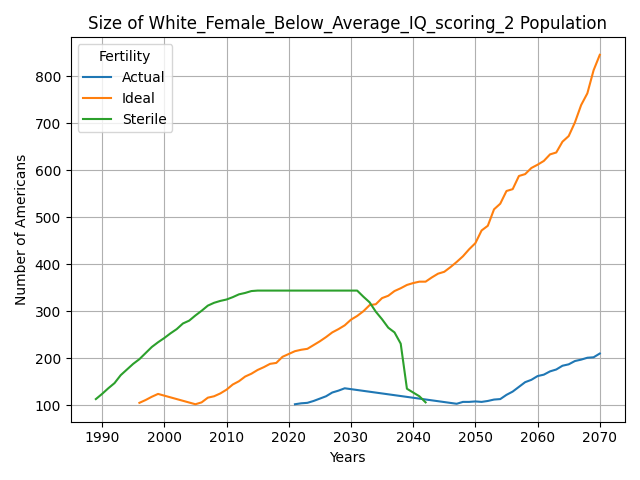 Size of White_Female_Below_Average_IQ_scoring_2 Population
Fertility
Actual
Ideal
Sterile
Number of Americans
800
700
600
500
400
300
200
100
1990 2000 2010 2020 2030 2040 2050 2060 2070
Years